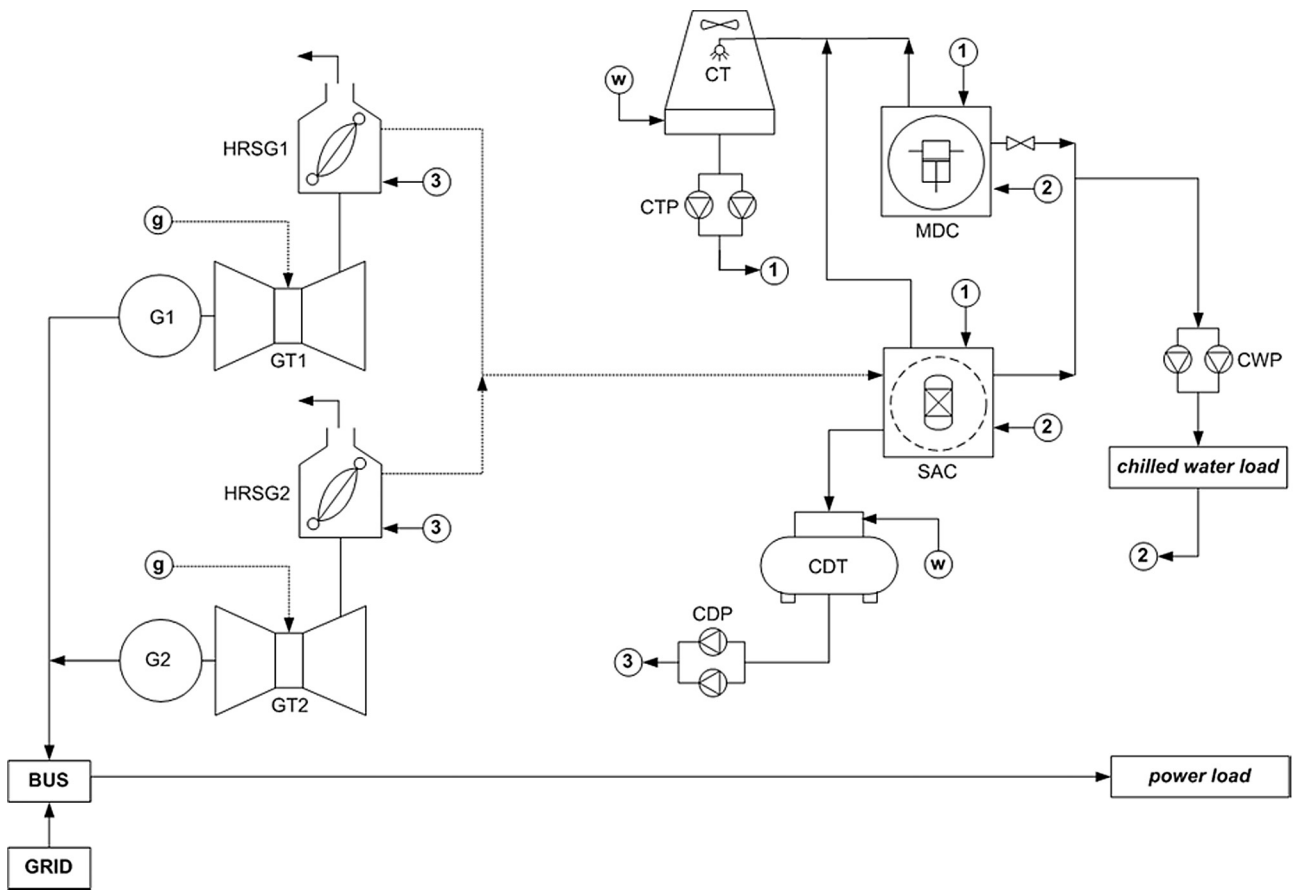 CT
1
w
HRSG1
3
2
CTP
MDC
g
1
1
G1
GT1
CWP
2
SAC
chilled water load
HRSG2
3
2
w
g
CDT
CDP
G2
3
GT2
BUS
power load
GRID